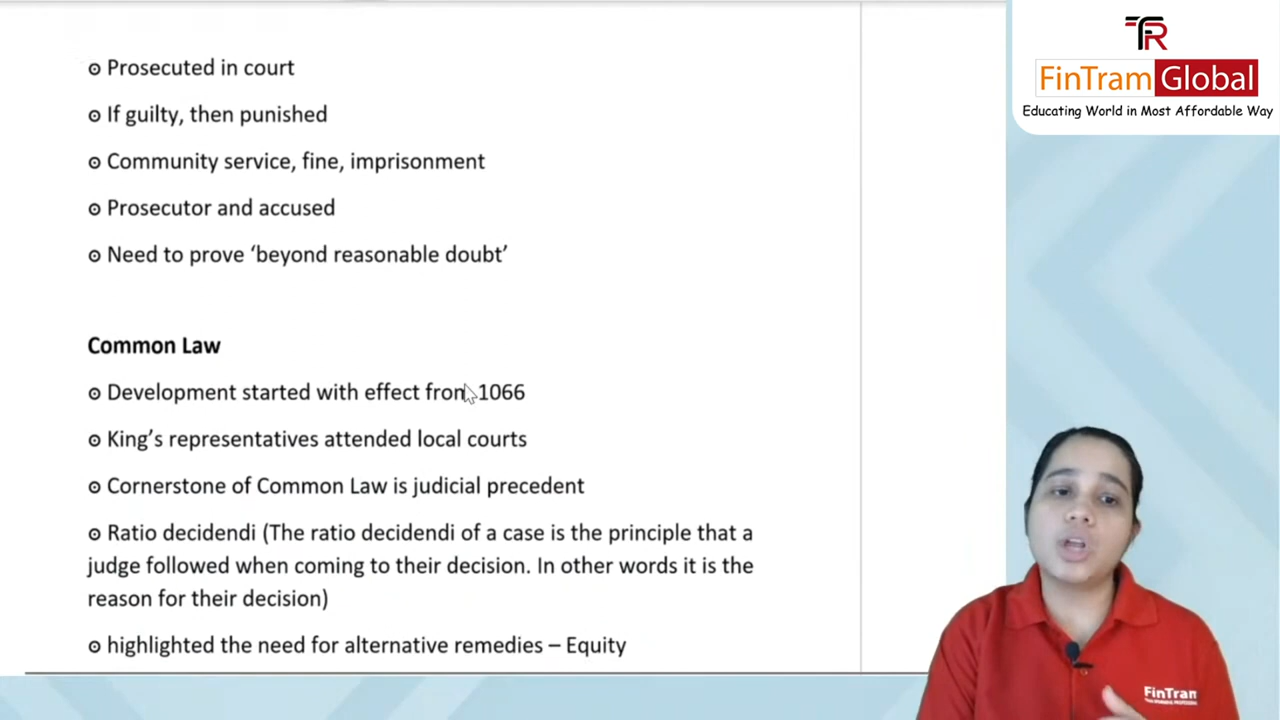 TR
FinTram Global
Educating World in Most Affordable Way
⊙ Prosecuted in court
⊙ If guilty, then punished
⊙ Community service, fine, imprisonment
⊙ Prosecutor and accused
⊙ Need to prove ‘beyond reasonable doubt’
Common Law
⊙ Development started with effect from 1066
⊙ King’s representatives attended local courts
⊙ Cornerstone of Common Law is judicial precedent
⊙ Ratio decidendi (The ratio decidendi of a case is the principle that a
judge followed when coming to their decision. In other words it is the
reason for their decision)
⊙ highlighted the need for alternative remedies – Equity
FinTram